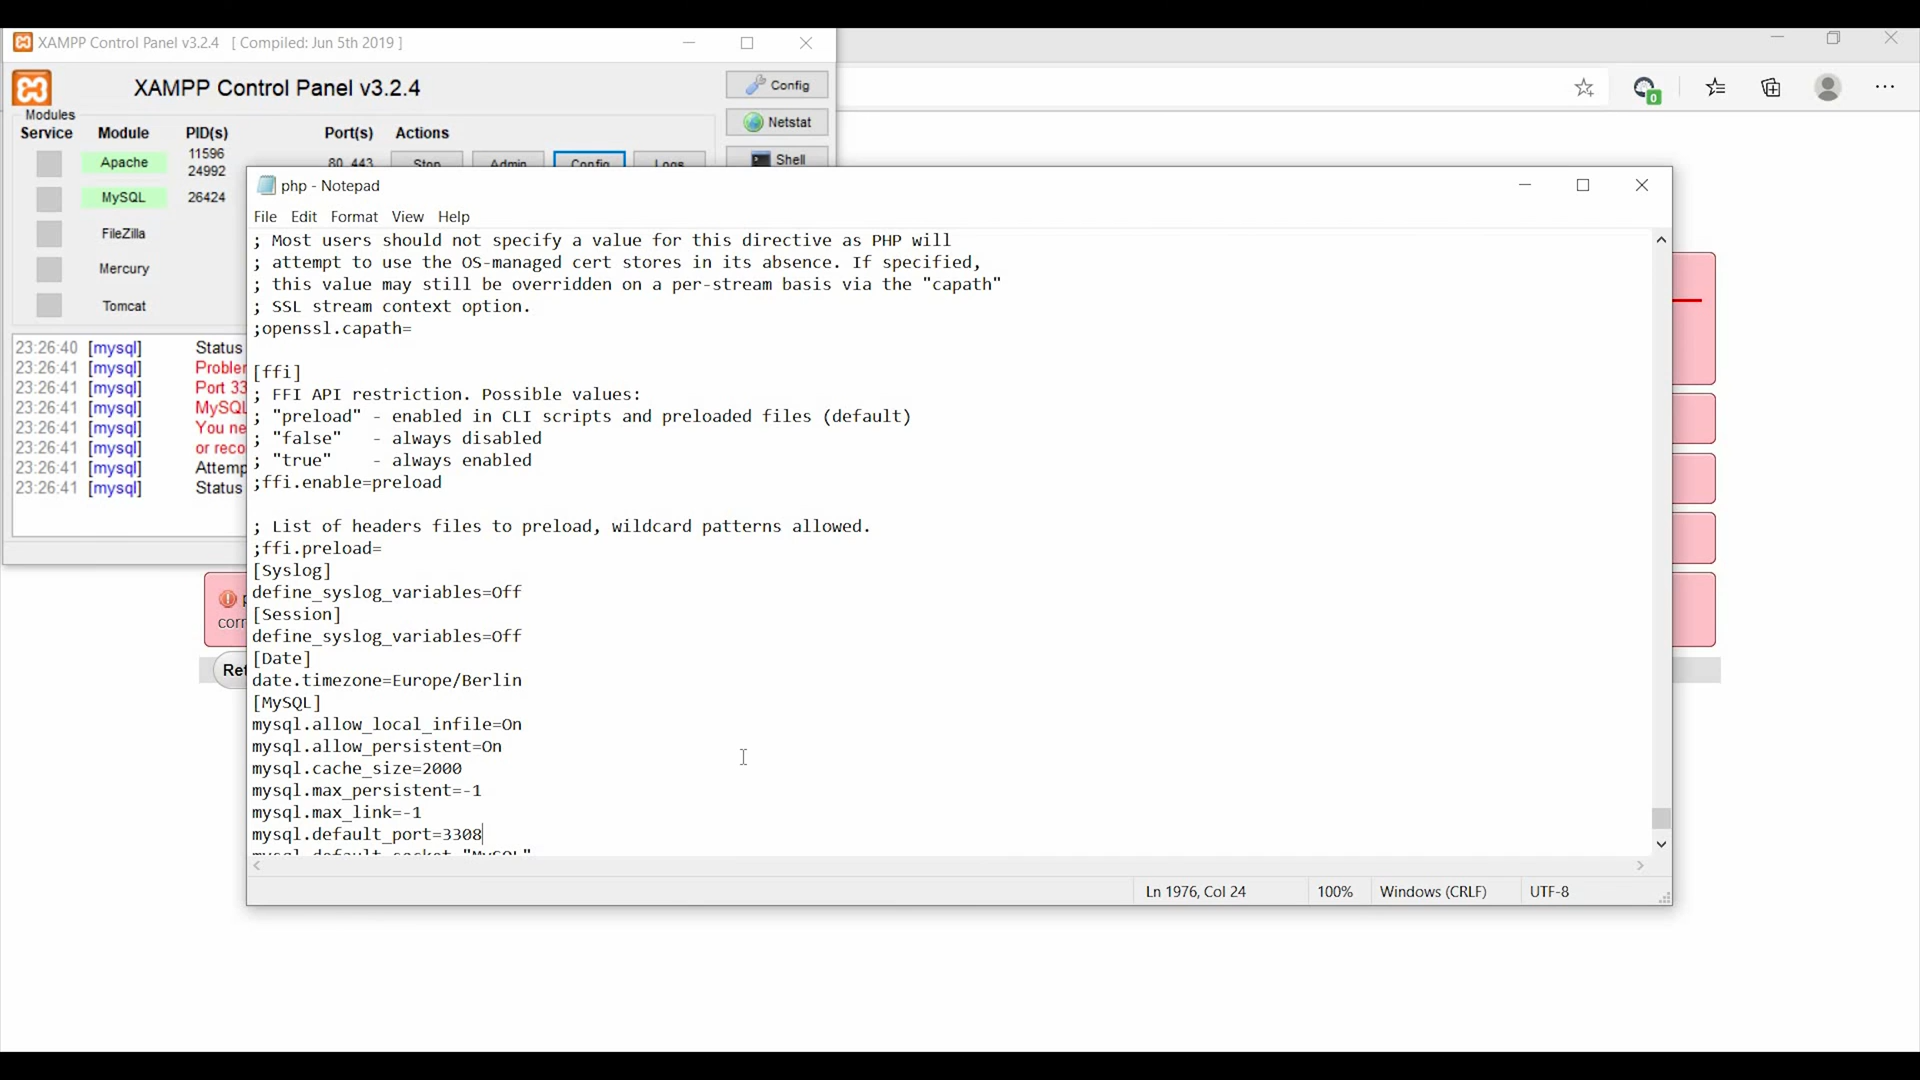 XAMPP Control Panel v3.2.4 [ Compiled: Jun 5th 2019 ]
XAMPP Control Panel v3.2.4
Config
Modules
Service Module PID(s) Port(s) Actions
Netstat
Apache 11596
24992 80, 443 Stop Admin Config Logs
Shell
MySQL 26424
FileZilla
Mercury
Tomcat
23:26:40 [mysql] Status
23:26:41 [mysql]
23:26:41 [mysql] Port
23:26:41 [mysql] MySQL
23:26:41 [mysql] You
23:26:41 [mysql] or
23:26:41 [mysql]
23:26:41 [mysql] Status
0
php - Notepad
File Edit Format View Help
; Most users should not specify a value for this directive as PHP will
; attempt to use the OS-managed cert stores in its absence. If specified,
; this value may still be overridden on a per-stream basis via the "capath"
; SSL stream context option.
;openssl.capath=
[ffi]
; FFI API restriction. Possible values:
; "preload" - enabled in CLI scripts and preloaded files (default)
; "false" - always disabled
; "true" - always enabled
;ffi.enable=preload
; List of headers files to preload, wildcard patterns allowed.
;ffi.preload=
[Syslog]
define_syslog_variables=Off
[Session]
define_syslog_variables=Off
[Date]
date.timezone=Europe/Berlin
[MySQL]
mysql.allow_local_infile=On
mysql.allow_persistent=On
mysql.cache_size=2000
mysql.max_persistent=-1
mysql.max_link=-1
mysql.default_port=3308
Ln 1976, Col 24 100% Windows (CRLF) UTF-8